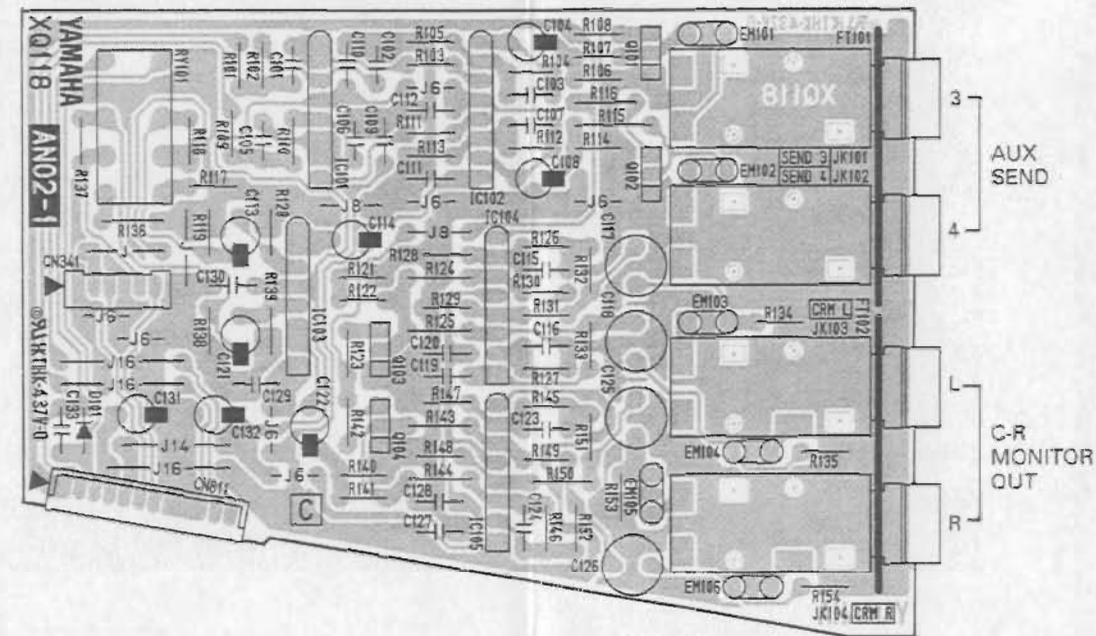 YAMAHA
XQ118
AN02-1
RY101
R137
R101
R102
C101
C110
C102
R105
R103
C104
R108
R107
R104
R106
Q101
EM101
FT101
J6
C112
C103
R116
XQ118
3
R118
R109
C105
R110
C106
C109
R111
C107
R115
R113
R112
R114
AUX
SEND
IC101
C111
C108
Q102
EM102
SEND 3 JK101
SEND 4 JK102
R117
IC102
C113
R120
J8
J6
J6
R136
R119
C114
J8
IC104
C117
4
J
R128
R126
CN341
C130
R139
R121
R124
C115
R130
R132
R122
J6
R129
R131
C118
EM103
R134
CRM L
FT102
JK103
R138
IC103
R125
C116
J6
C121
R123
Q103
C120
R133
J16
C119
R127
J16
C129
C125
L
C133
D101
C131
C132
C122
R147
R145
J6
R142
Q104
R143
C123
R151
J14
R148
R149
EM104
R135
C-R
MONITOR
OUT
J16
CN811
J6
R140
R144
R150
R141
C128
EM105
R153
C
C127
IC105
C124
R146
R152
R
C126
EM106
R154
JK104 CRM R